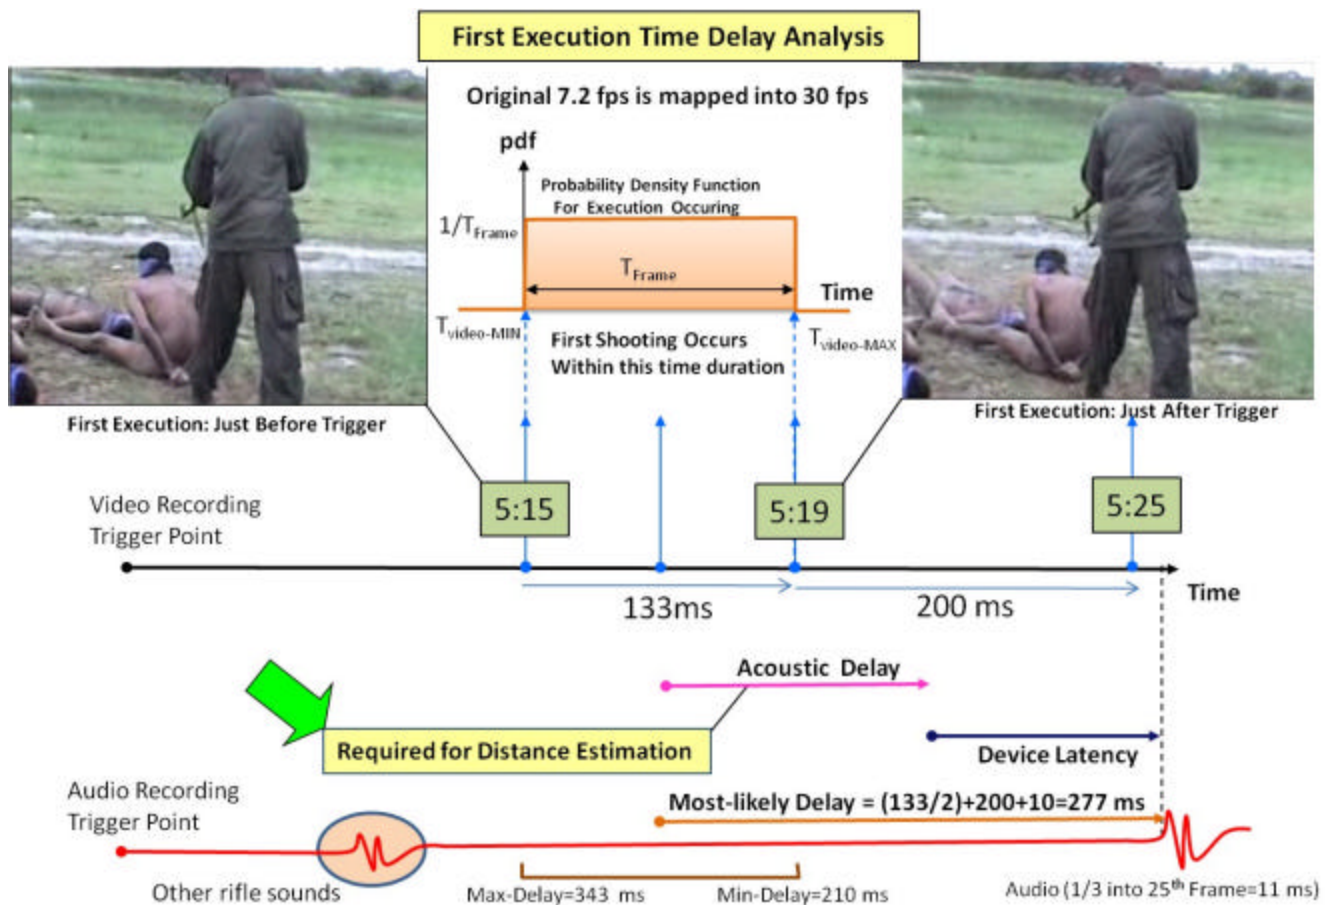 First Execution Time Delay Analysis
Original 7.2 fps is mapped into 30 fps
pdf
Probability Density Function
For Execution Occuring
1/TFrame
TFrame
Time
Tvideo-MIN
First Shooting Occurs
Within this time duration
Tvideo-MAX
First Execution: Just Before Trigger
First Execution: Just After Trigger
Video Recording
Trigger Point
5:15
5:19
5:25
Time
133ms
200 ms
Acoustic Delay
Required for Distance Estimation
Device Latency
Audio Recording
Trigger Point
Most-likely Delay = (133/2)+200+10=277 ms
Other rifle sounds
Max-Delay=343 ms
Min-Delay=210 ms
Audio (1/3 into 25th Frame=11 ms)